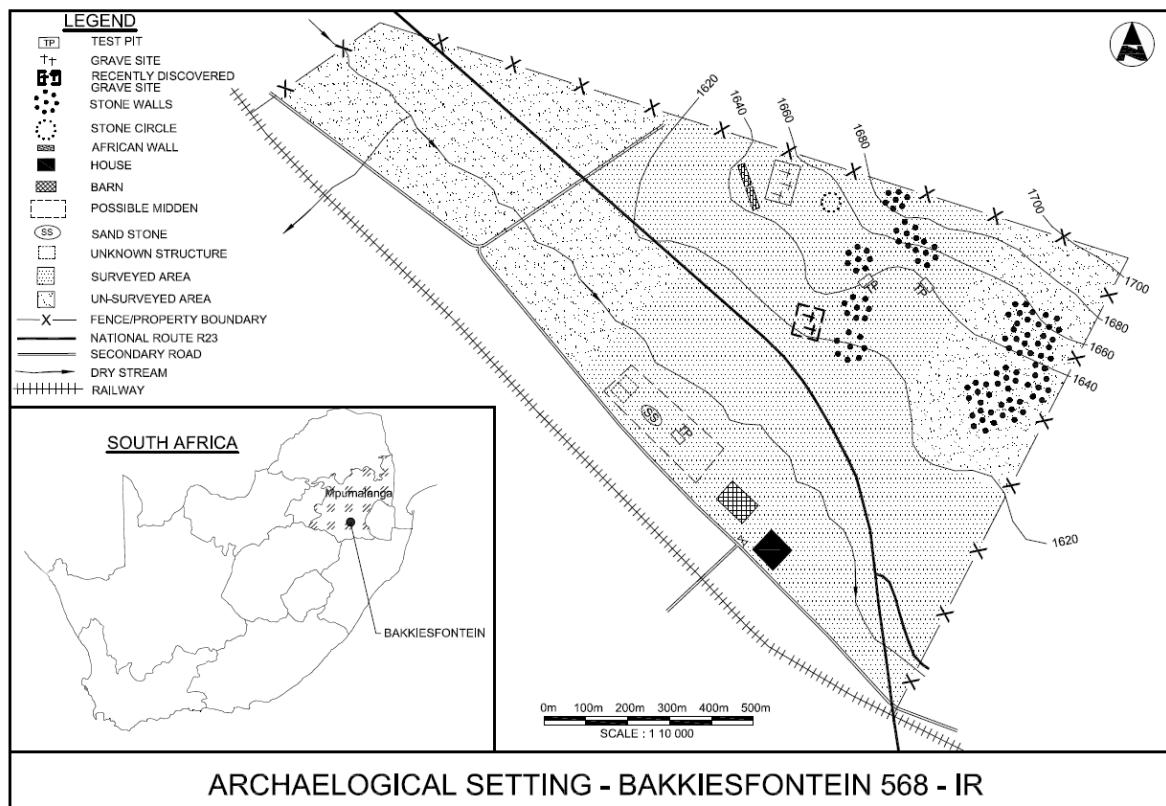 LEGEND
TP TEST PIT
GRAVE SITE
RECENTLY DISCOVERED
GRAVE SITE
STONE WALLS
STONE CIRCLE
AFRICAN WALL
HOUSE
BARN
POSSIBLE MIDDEN
SS SAND STONE
UNKNOWN STRUCTURE
SURVEYED AREA
UN-SURVEYED AREA
X FENCE/PROPERTY BOUNDARY
NATIONAL ROUTE R23
SECONDARY ROAD
DRY STREAM
RAILWAY
A
1620
1640
1660
1680
1700
1700
1680
1660
1640
1620
TP
TP
SS
TP
SOUTH AFRICA
Mpumalanga
BAKKIESFONTEIN
0m 100m 200m 300m 400m 500m
SCALE : 1 10 000
ARCHAELOGICAL SETTING - BAKKIESFONTEIN 568 - IR